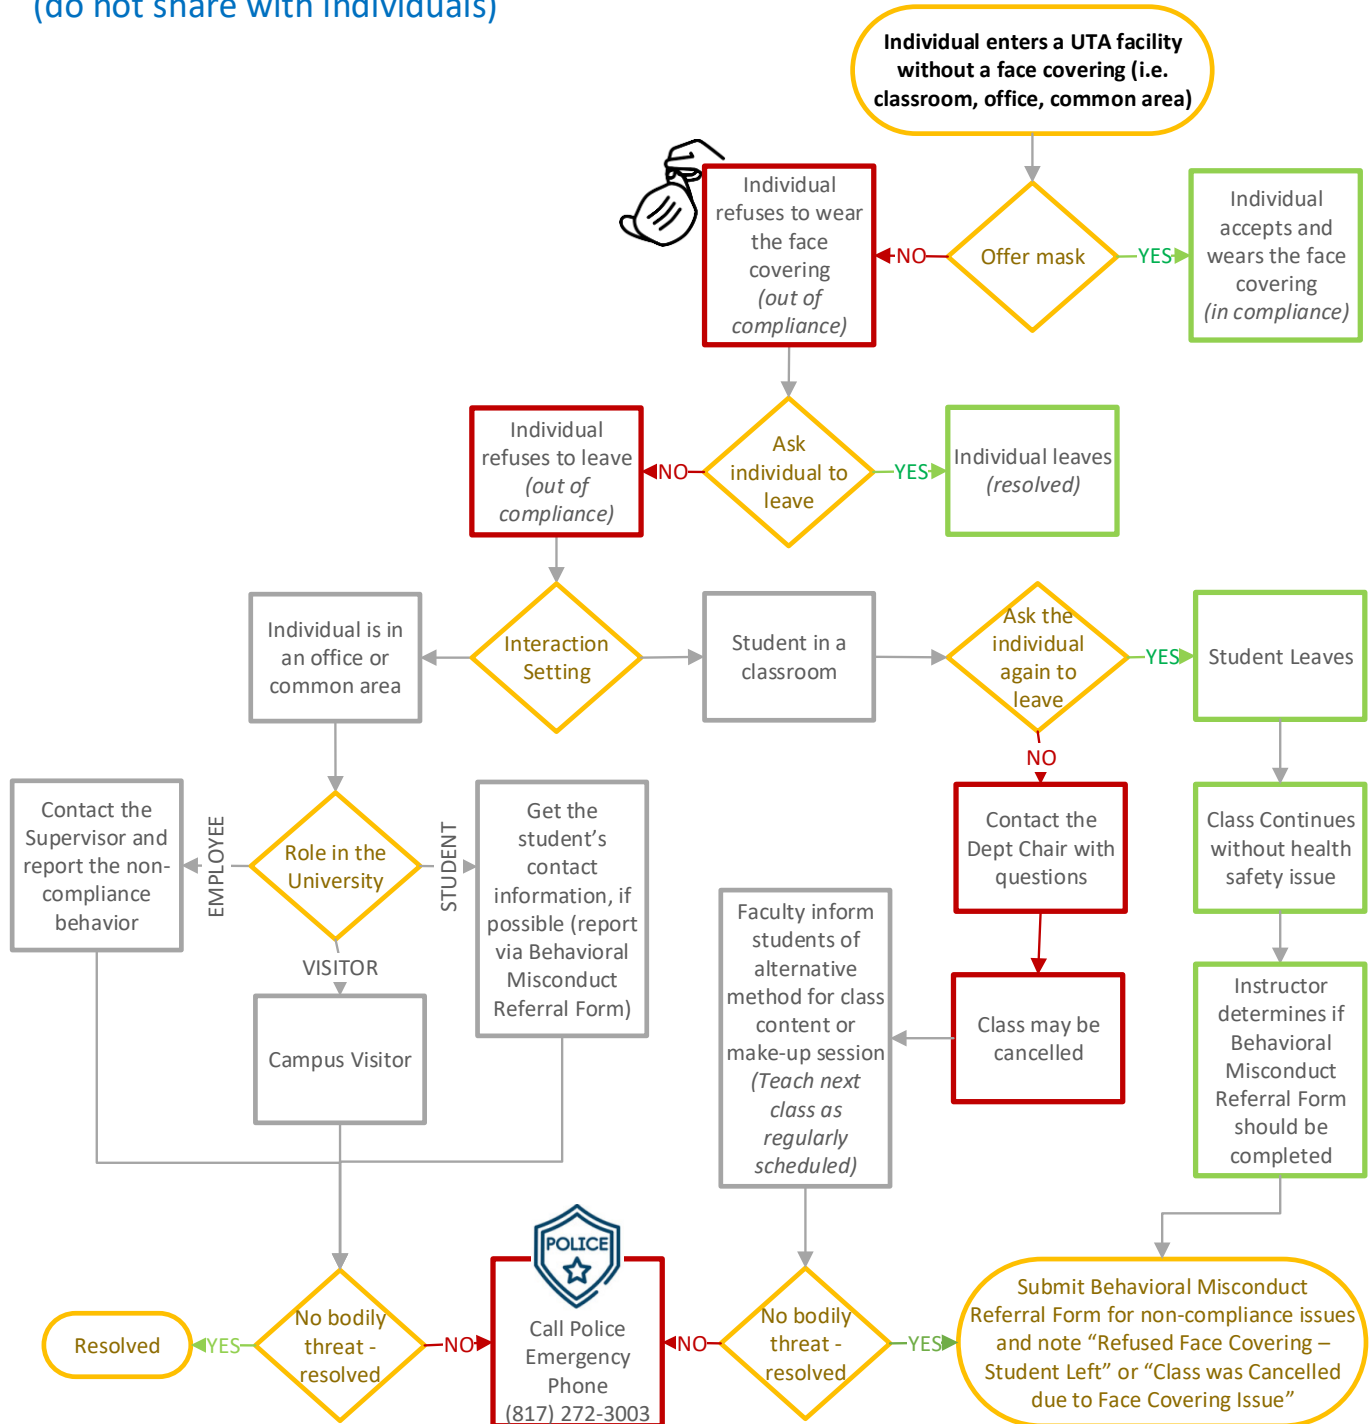 (do not share with individuals)
Individual enters a UTA facility
without a face covering (i.e.
classroom, office, common area)
Individual
refuses to wear
the face
covering
(out of
compliance)
NO
Offer mask
YES
Individual
accepts and
wears the face
covering
(in compliance)
Individual
refuses to leave
(out of
compliance)
NO
Ask
individual to
leave
YES
Individual leaves
(resolved)
Individual is in
an office or
common area
Interaction
Setting
Student in a
classroom
Ask the
individual
again to
leave
YES
Student Leaves
NO
Contact the
Supervisor and
report the non-
compliance
behavior
EMPLOYEE
Role in the
University
STUDENT
Get the
student’s
contact
information, if
possible (report
via Behavioral
Misconduct
Referral Form)
VISITOR
Campus Visitor
Contact the
Dept Chair with
questions
Class Continues
without health
safety issue
Faculty inform
students of
alternative
method for class
content or
make-up session
(Teach next
class as
regularly
scheduled)
Class may be
cancelled
Instructor
determines if
Behavioral
Misconduct
Referral Form
should be
completed
Resolved
YES
No bodily
threat -
resolved
NO
POLICE
Call Police
Emergency
Phone
(817) 272-3003
NO
No bodily
threat -
resolved
YES
Submit Behavioral Misconduct
Referral Form for non-compliance issues
and note “Refused Face Covering –
Student Left” or “Class was Cancelled
due to Face Covering Issue”